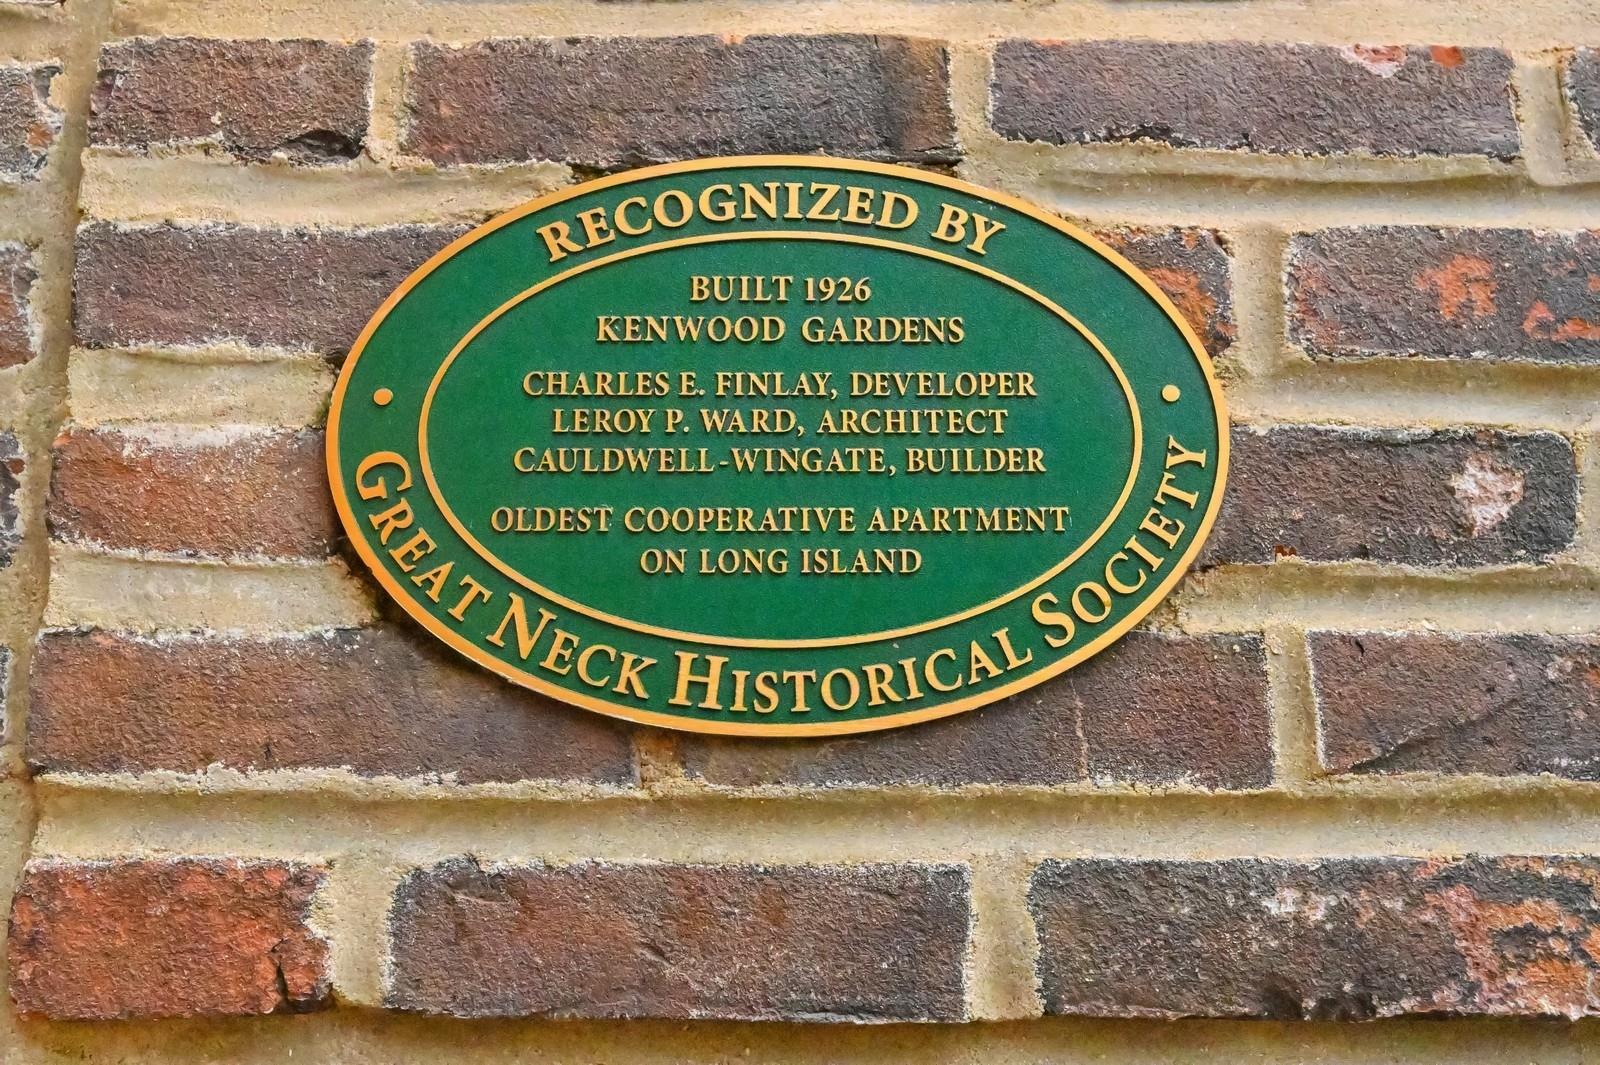 RECOGNIZED BY
BUILT 1926
KENWOOD GARDENS
CHARLES E. FINLAY, DEVELOPER
LEROY P. WARD, ARCHITECT
CAULDWELL-WINGATE, BUILDER
OLDEST COOPERATIVE APARTMENT
ON LONG ISLAND
GREAT NECK HISTORICAL SOCIETY